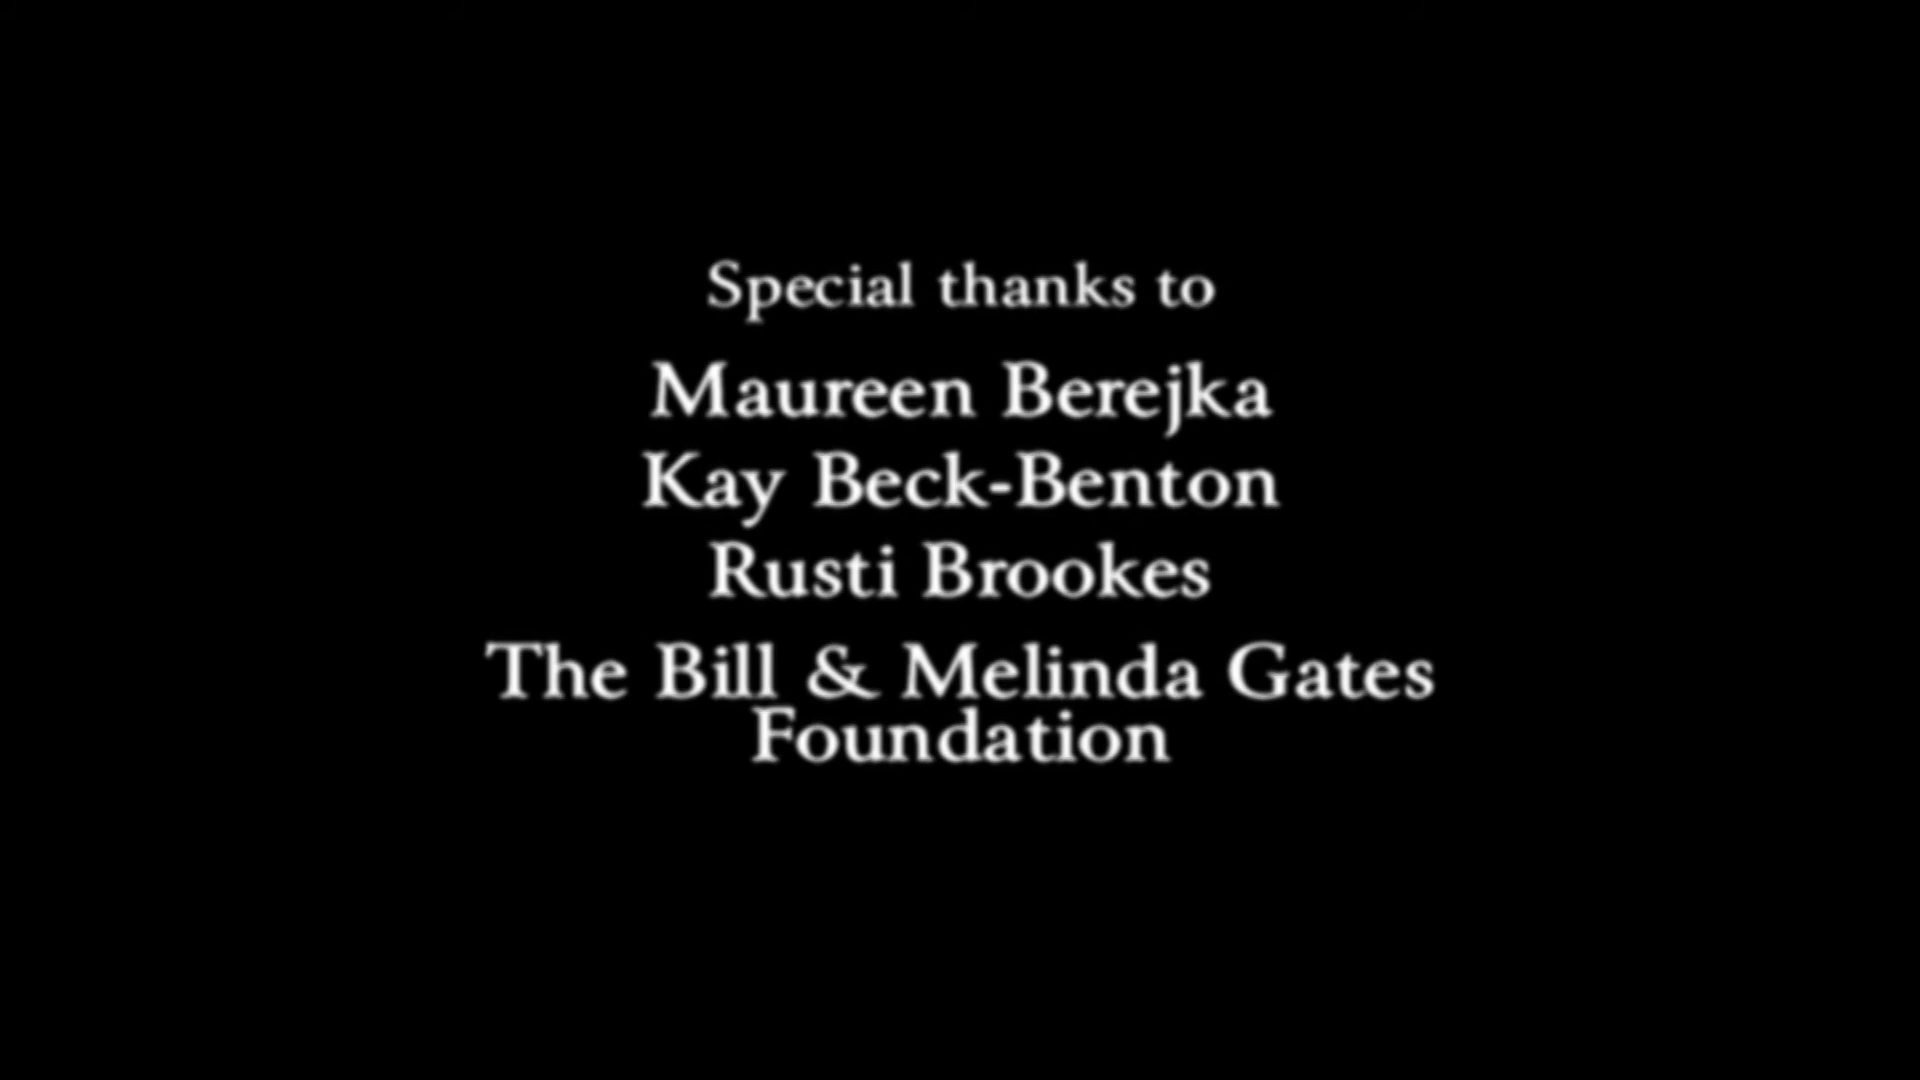 Special thanks to
Maureen Berejka
Kay Beck-Benton
Rusti Brookes
The Bill & Melinda Gates
Foundation